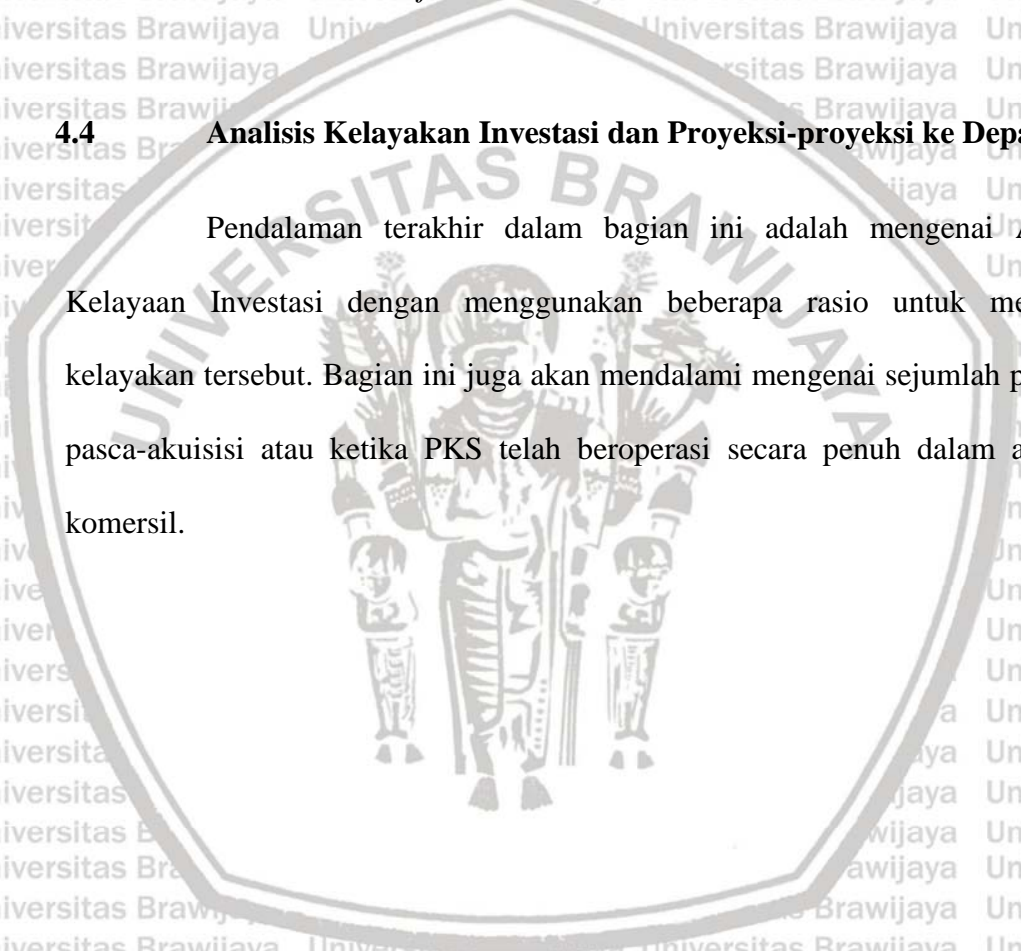 4.4 Analisis Kelayakan Investasi dan Proyeksi-proyeksi ke
Pendalaman terakhir dalam bagian ini adalah mengenai
Kelayaan Investasi dengan menggunakan beberapa rasio untuk
kelayakan tersebut. Bagian ini juga akan mendalami mengenai sejumlah
pasca-akuisisi atau ketika PKS telah beroperasi secara penuh dalam
komersil.
UNIVERSITAS BRAWIJAYA